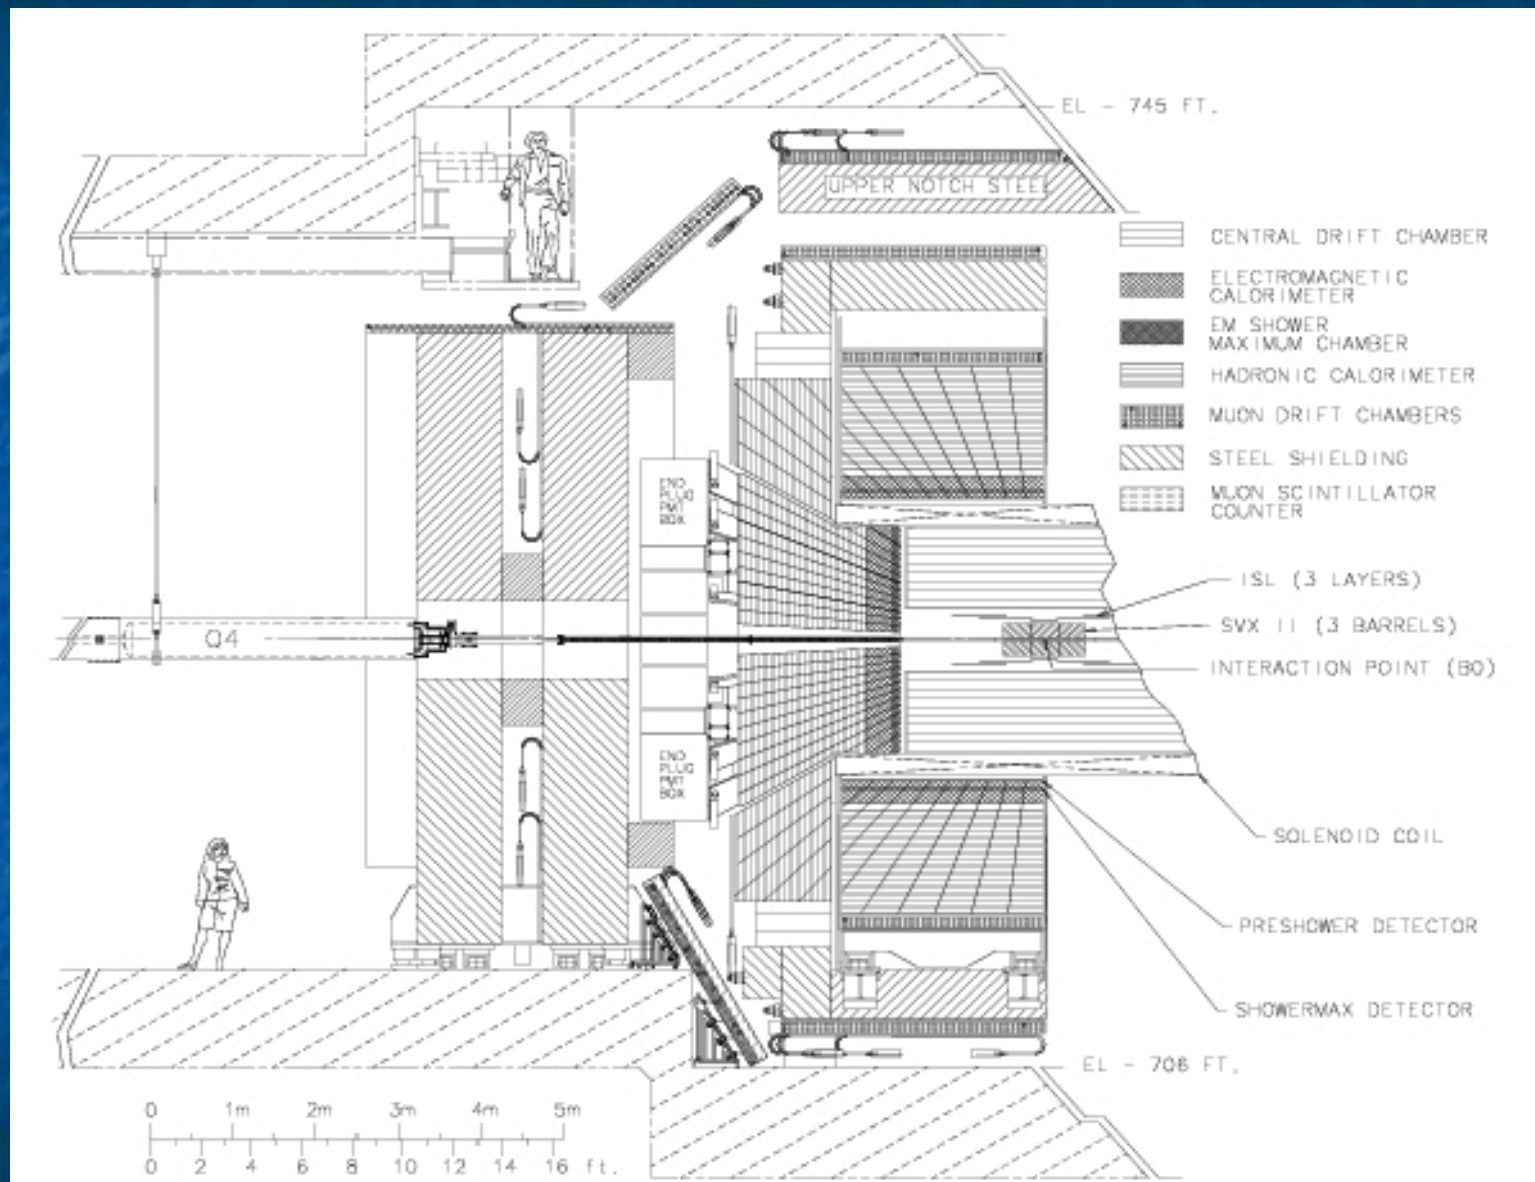 EL - 745 FT.
UPPER NOTCH STEEL
CENTRAL DRIFT CHAMBER
ELECTROMAGNETIC
CALORIMETER
EM SHOWER
MAXIMUM CHAMBER
HADRONIC CALORIMETER
MUON DRIFT CHAMBERS
STEEL SHIELDING
MUON SCINTILLATOR
COUNTER
END
PLUG
PMT
BOX
ISL (3 LAYERS)
SVX II (3 BARRELS)
INTERACTION POINT (B0)
Q4
END
PLUG
PMT
BOX
SOLENOID COIL
PRESHOWER DETECTOR
SHOWERMAX DETECTOR
EL - 706 FT.
0 1m 2m 3m 4m 5m
0 2 4 6 8 10 12 14 16 ft.